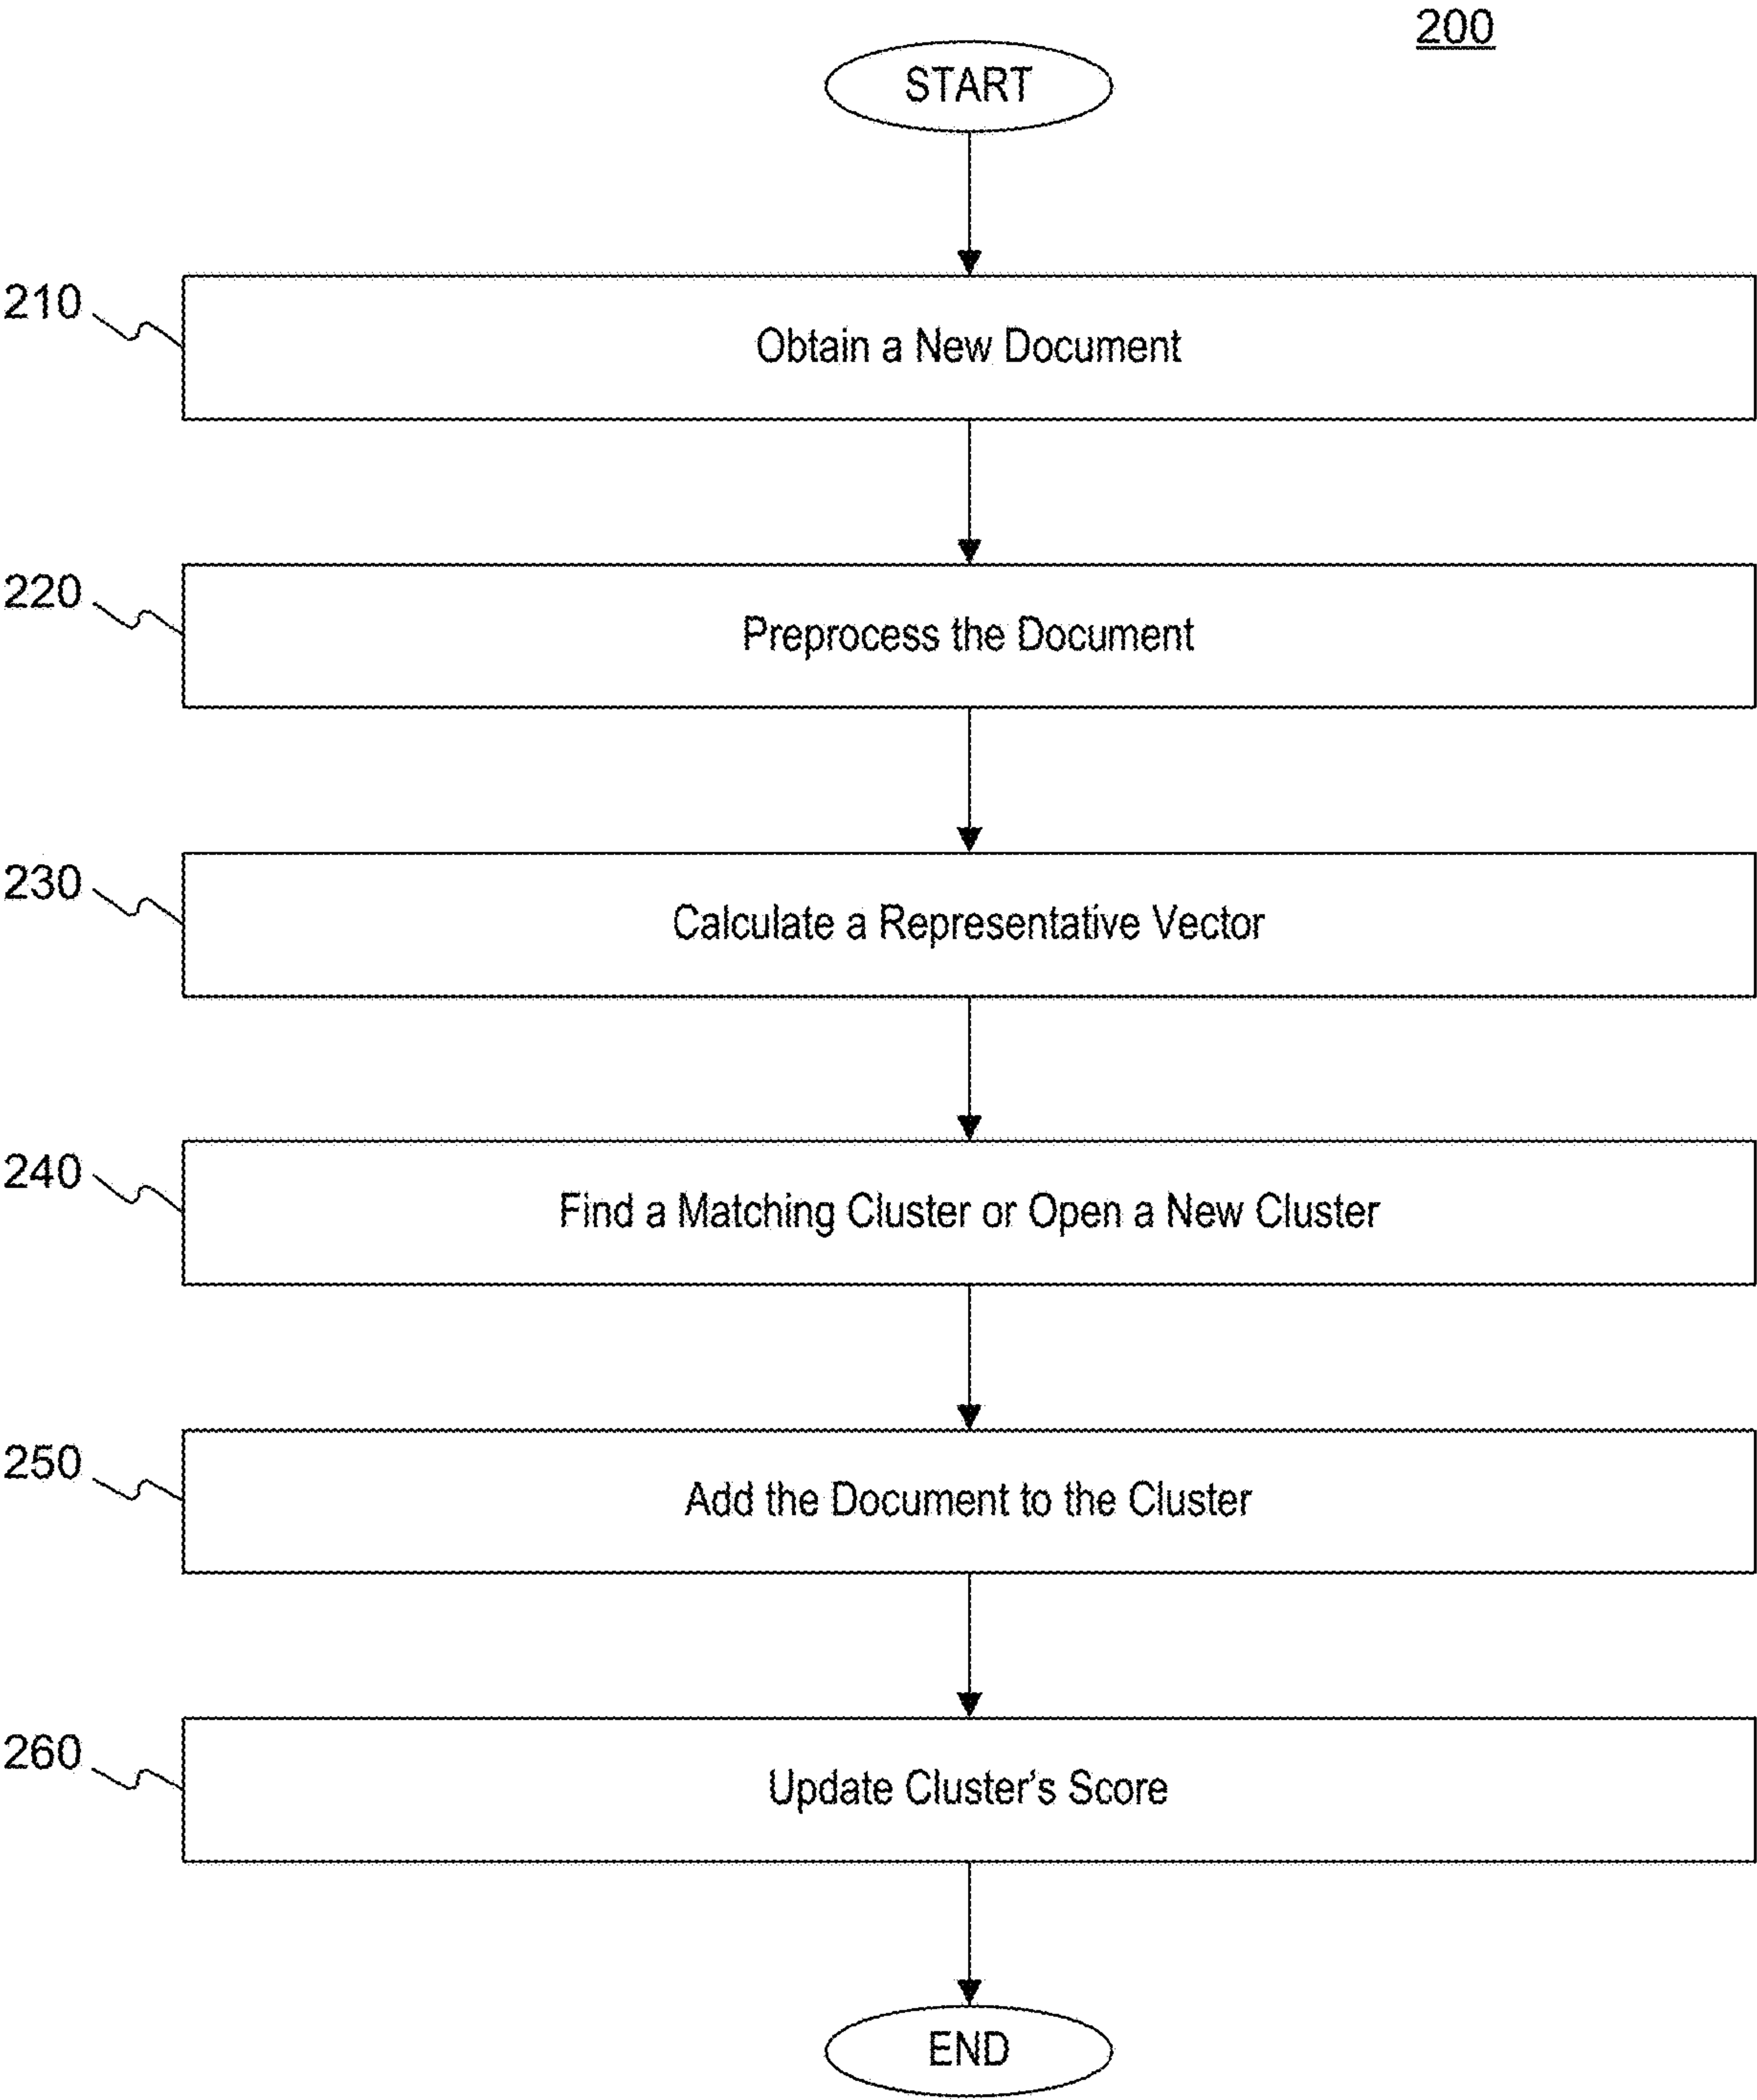 200
START
210
Obtain a New Document
220
Preprocess the Document
230
Calculate a Representative Vector
240
Find a Matching Cluster or Open a New Cluster
250
Add the Document to the Cluster
260
Update Cluster's Score
END